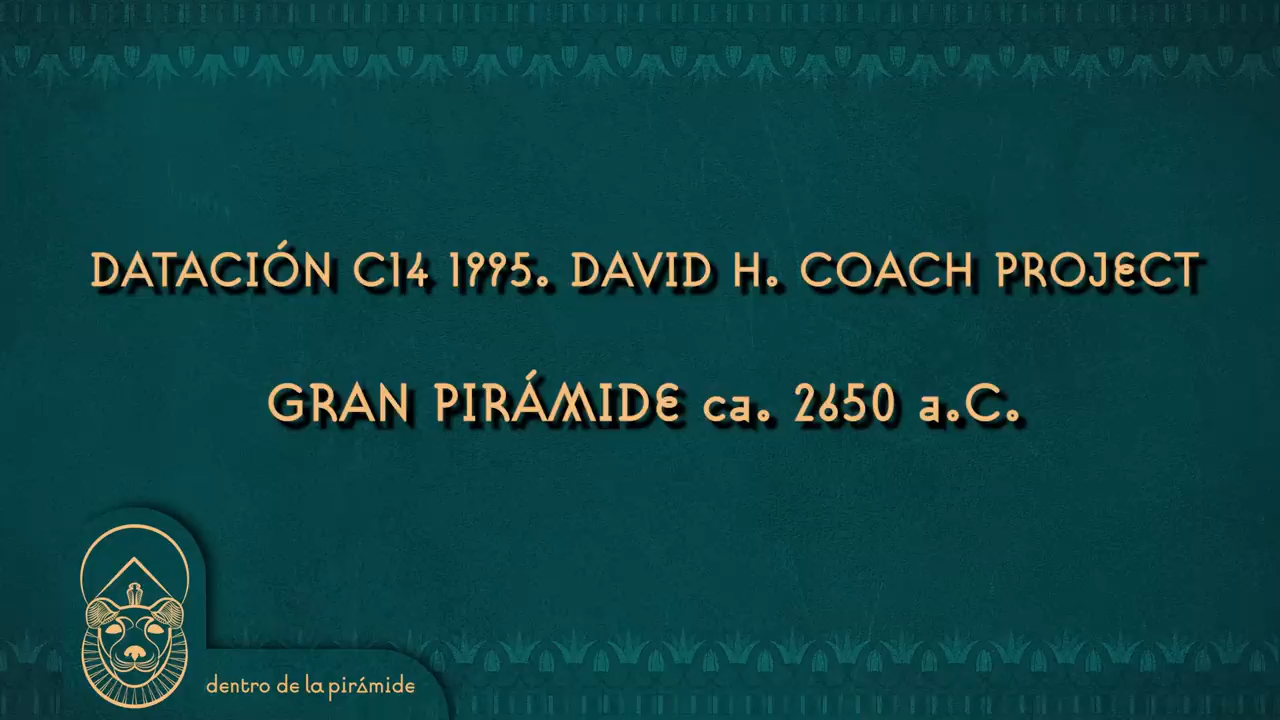 DATACIÓN C14 1995. DAVID H. COACH PROJECT
GRAN PIRÁMIDE ca. 2650 a.C.
dentro de la pirámide